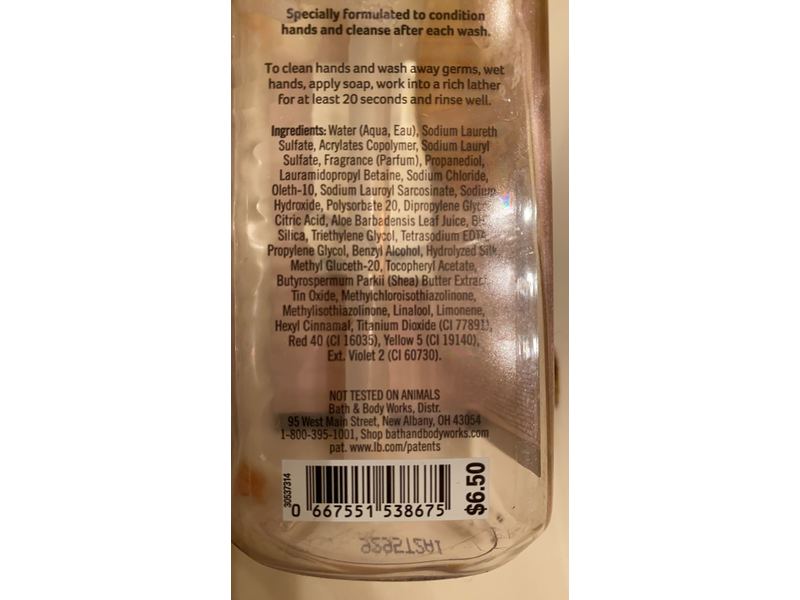 Specially formulated to condition
hands and cleanse after each wash.
To clean hands and wash away germs, wet
hands, apply soap, work into a rich lather
for at least 20 seconds and rinse well.
Ingredients: Water (Aqua, Eau), Sodium Laureth
Sulfate, Acrylates Copolymer, Sodium Lauryl
Sulfate, Fragrance (Parfum), Propanediol,
Lauramidopropyl Betaine, Sodium Chloride,
Oleth-10, Sodium Lauroyl Sarcosinate, Sodium
Hydroxide, Polysorbate 20, Dipropylene
Citric Acid, Aloe Barbadensis Leaf Juice,
Silica, Triethylene Glycol, Tetrasodium EDTA,
Propylene Glycol, Benzyl Alcohol, Hydrolyzed Silk,
Methyl Gluceth-20, Tocopheryl Acetate,
Butyrospermum Parkii (Shea) Butter Extract,
Tin Oxide, Methylchloroisothiazolinone,
Methylisothiazolinone, Linalool, Limonene,
Hexyl Cinnamal, Titanium Dioxide (CI 77891),
Red 40 (CI 16035), Yellow 5 (CI 19140),
Ext. Violet 2 (CI 60730).
NOT TESTED ON ANIMALS
Bath & Body Works, Distr.
95 West Main Street, New Albany, OH 43054
1-800-395-1001, Shop bathandbodyworks.com
pat. www.lb.com/patents
30537314
0 667551 538675
$6.50